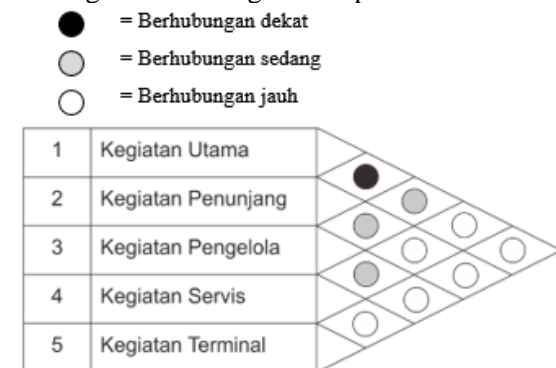 = Berhubungan dekat
= Berhubungan sedang
= Berhubungan jauh
1 Kegiatan Utama
2 Kegiatan Penunjang
3 Kegiatan Pengelola
4 Kegiatan Servis
5 Kegiatan Terminal